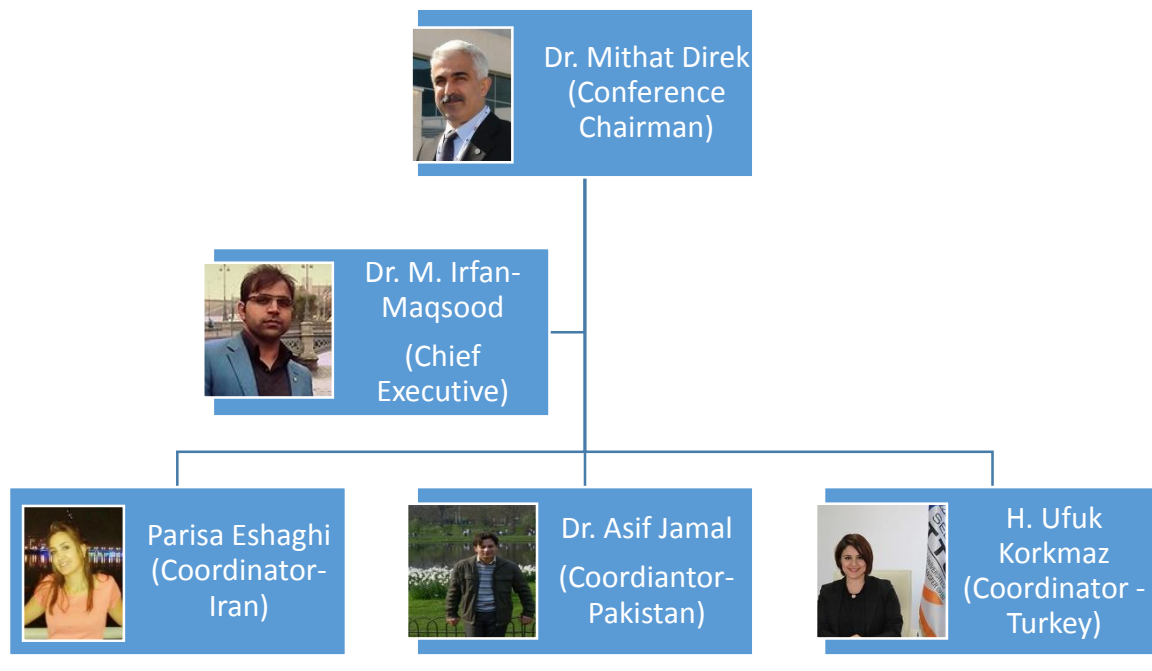 Dr. Mithat Direk
(Conference
Chairman)
Dr. M. Irfan-
Maqsood
(Chief
Executive)
Parisa Eshaghi
(Coordinator-
Iran)
Dr. Asif Jamal
(Coordiantor-
Pakistan)
H. Ufuk
Korkmaz
(Coordinator -
Turkey)